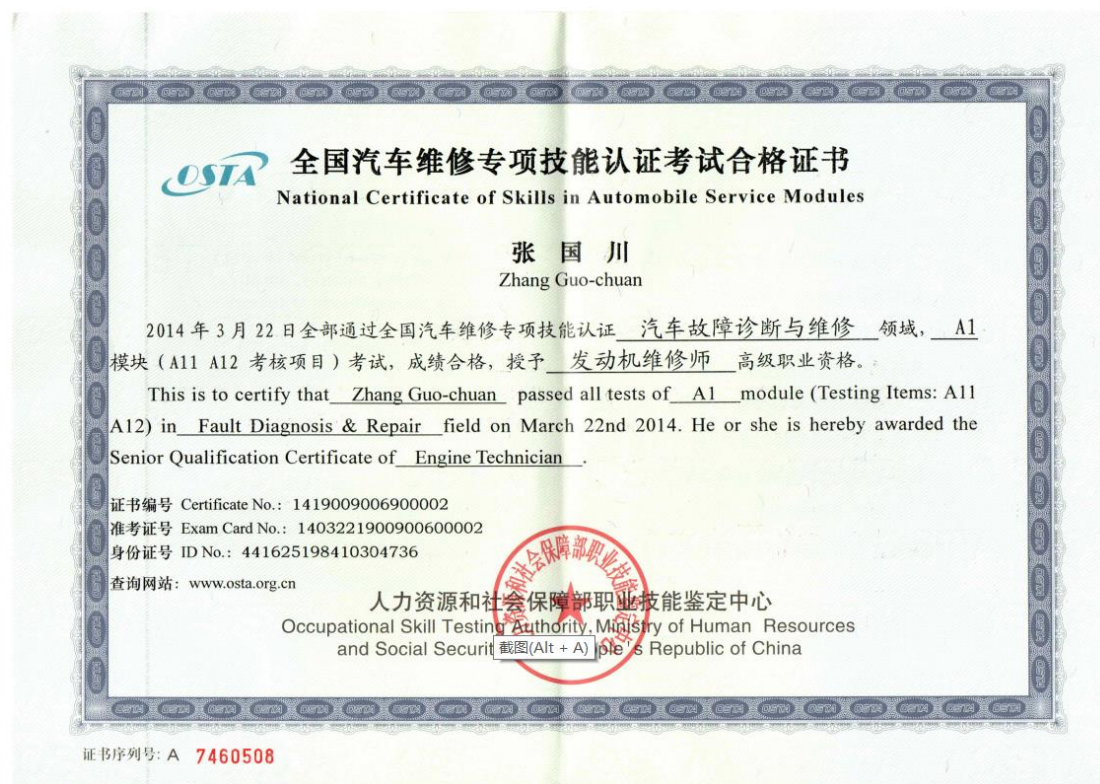 OSTA
全国汽车维修专项技能认证考试合格证书
National Certificate of Skills in Automobile Service Modules
张 国 川
Zhang Guo-chuan
2014 年 3 月 22 日全部通过全国汽车维修专项技能认证 汽车故障诊断与维修 领域, A1
模块 (A11 A12 考核项目) 考试, 成绩合格, 授予 发动机维修师 高级职业资格。
This is to certify that Zhang Guo-chuan passed all tests of A1 module (Testing Items: A11
A12) in Fault Diagnosis & Repair field on March 22nd 2014. He or she is hereby awarded the
Senior Qualification Certificate of Engine Technician .
证书编号 Certificate No.: 1419009006900002
准考证号 Exam Card No.: 1403221900900600002
身份证号 ID No.: 441625198410304736
查询网站: www.osta.org.cn
人力资源和社会保障部职业技能鉴定中心
Occupational Skill Testing Authority, Ministry of Human Resources
and Social Securit ple's Republic of China
截图(Alt + A)
证书序列号: A 7460508